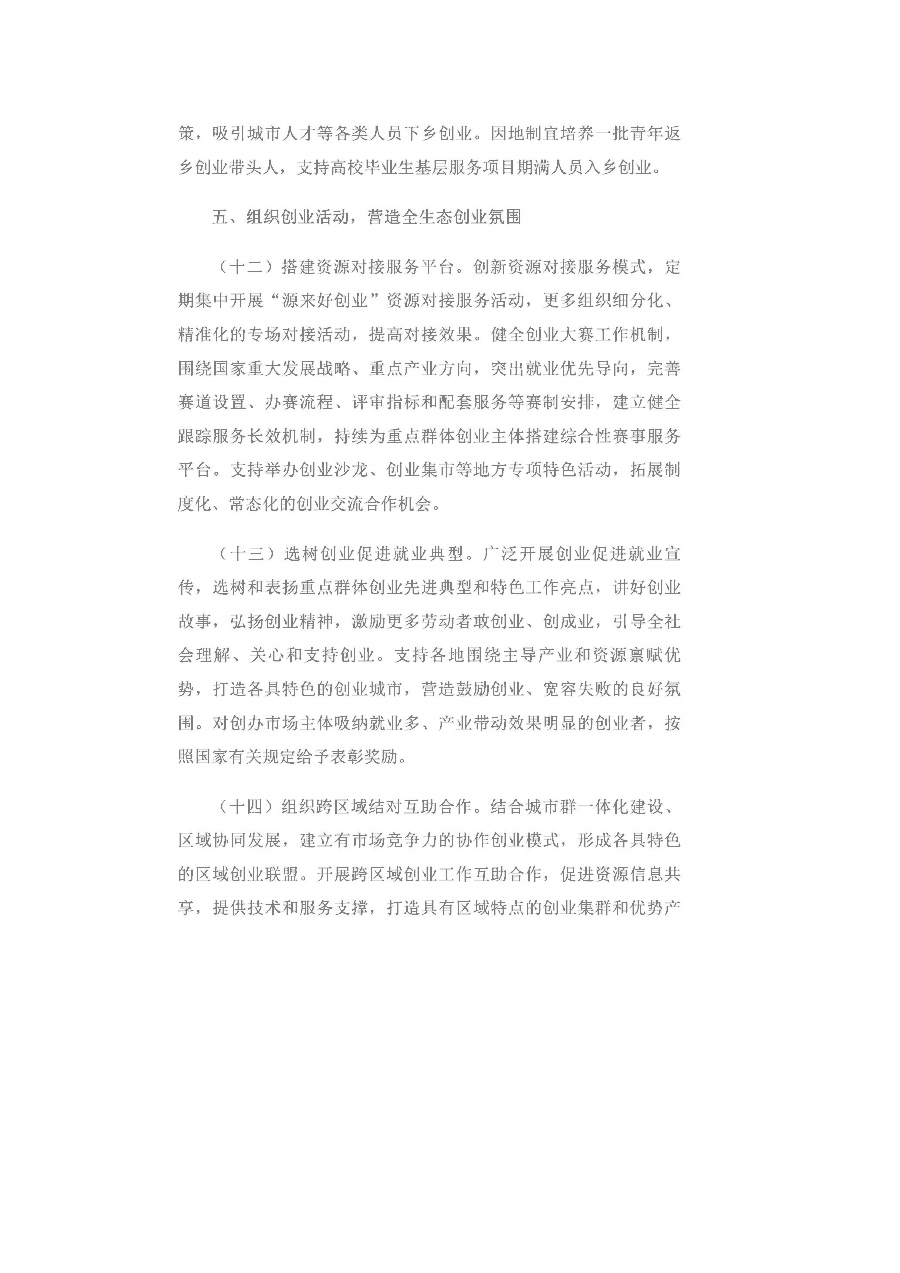 策，吸引城市人才等各类人员下乡创业。因地制宜培养一批青年返
乡创业带头人，支持高校毕业生基层服务项目期满人员入乡创业。
五、组织创业活动，营造全生态创业氛围
（十二）搭建资源对接服务平台。创新资源对接服务模式，定
期集中开展“源来好创业”资源对接服务活动，更多组织细分化、
精准化的专场对接活动，提高对接效果。健全创业大赛工作机制，
围绕国家重大发展战略、重点产业方向，突出就业优先导向，完善
赛道设置、办赛流程、评审指标和配套服务等赛制安排，建立健全
跟踪服务长效机制，持续为重点群体创业主体搭建综合性赛事服务
平台。支持举办创业沙龙、创业集市等地方专项特色活动，拓展制
度化、常态化的创业交流合作机会。
（十三）选树创业促进就业典型。广泛开展创业促进就业宣
传，选树和表扬重点群体创业先进典型和特色工作亮点，讲好创业
故事，弘扬创业精神，激励更多劳动者敢创业、创成业，引导全社
会理解、关心和支持创业。支持各地围绕主导产业和资源禀赋优
势，打造各具特色的创业城市，营造鼓励创业、宽容失败的良好氛
围。对创办市场主体吸纳就业多、产业带动效果明显的创业者，按
照国家有关规定给予表彰奖励。
（十四）组织跨区域结对互助合作。结合城市群一体化建设、
区域协同发展，建立有市场竞争力的协作创业模式，形成各具特色
的区域创业联盟。开展跨区域创业工作互助合作，促进资源信息共
享，提供技术和服务支撑，打造具有区域特点的创业集群和优势产